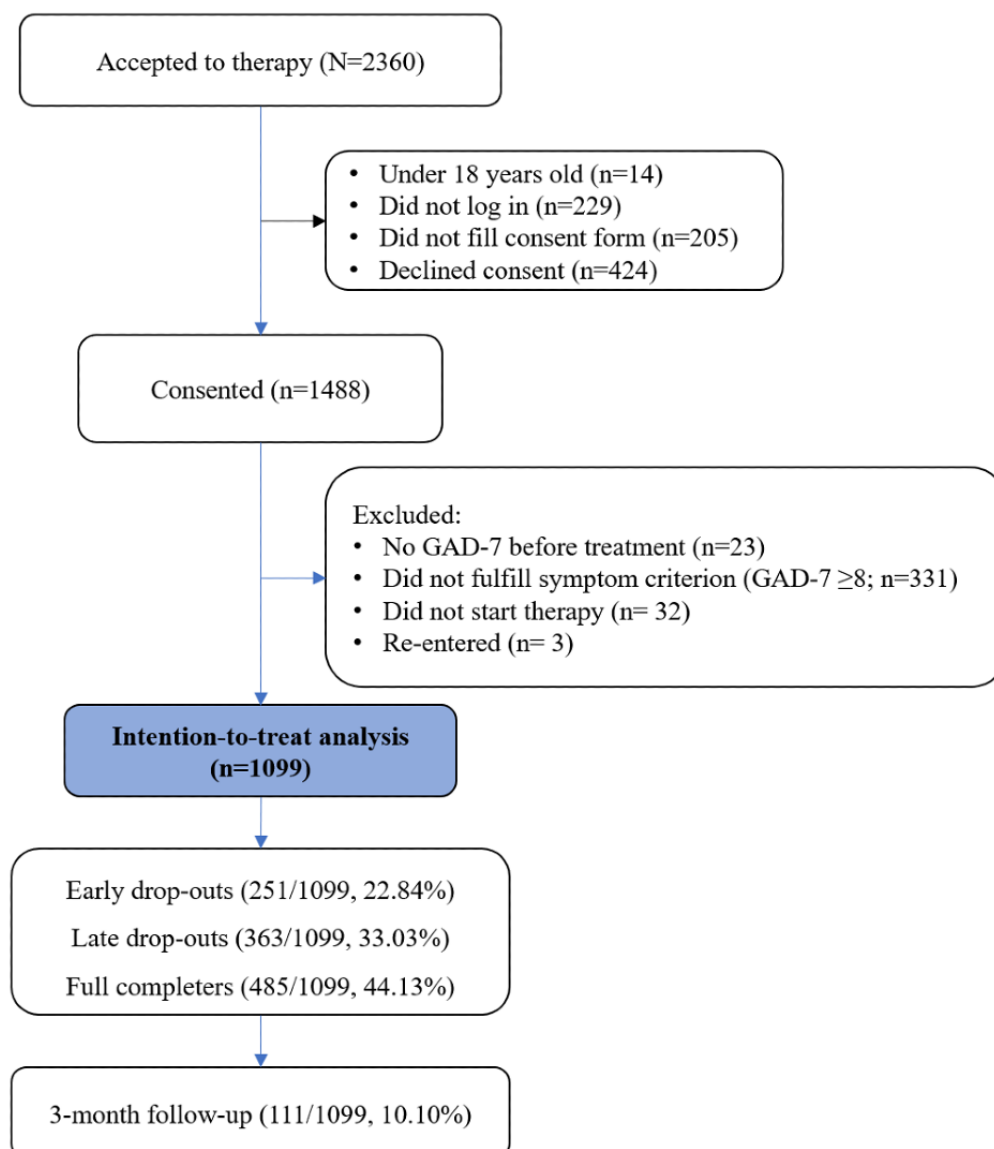 Accepted to therapy (N=2360)
• Under 18 years old (n=14)
• Did not log in (n=229)
• Did not fill consent form (n=205)
• Declined consent (n=424)
Consented (n=1488)
Excluded:
• No GAD-7 before treatment (n=23)
• Did not fulfill symptom criterion (GAD-7 ≥8; n=331)
• Did not start therapy (n= 32)
• Re-entered (n= 3)
Intention-to-treat analysis
(n=1099)
Early drop-outs (251/1099, 22.84%)
Late drop-outs (363/1099, 33.03%)
Full completers (485/1099, 44.13%)
3-month follow-up (111/1099, 10.10%)